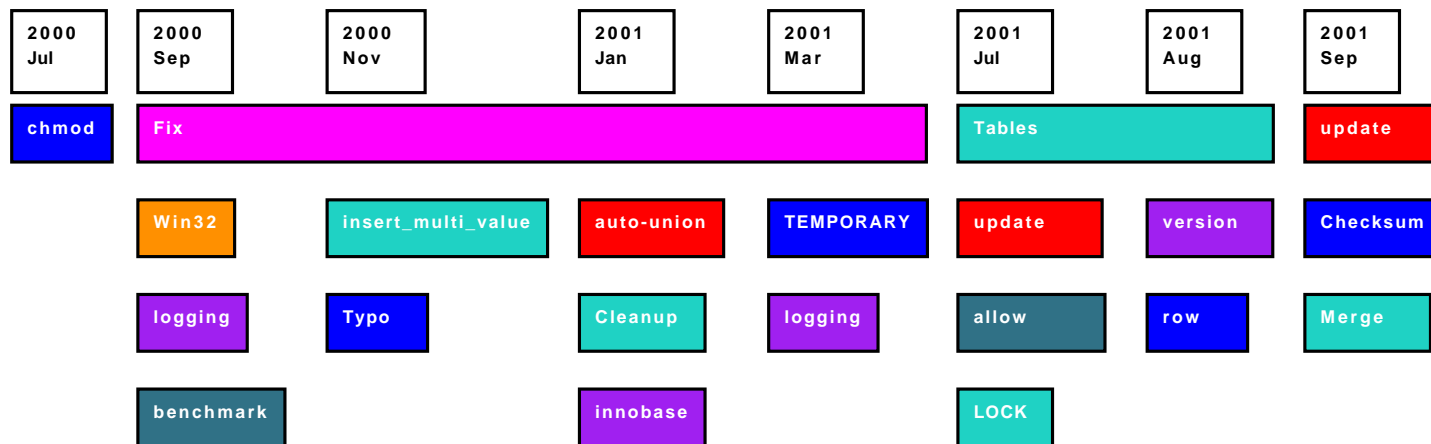 2000 Jul
2000 Sep
2000 Nov
2001 Jan
2001 Mar
2001 Jul
2001 Aug
2001 Sep
chmod
Fix
Tables
update
Win32
insert_multi_value
auto-union
TEMPORARY
update
version
Checksum
logging
Typo
Cleanup
logging
allow
row
Merge
benchmark
innobase
LOCK